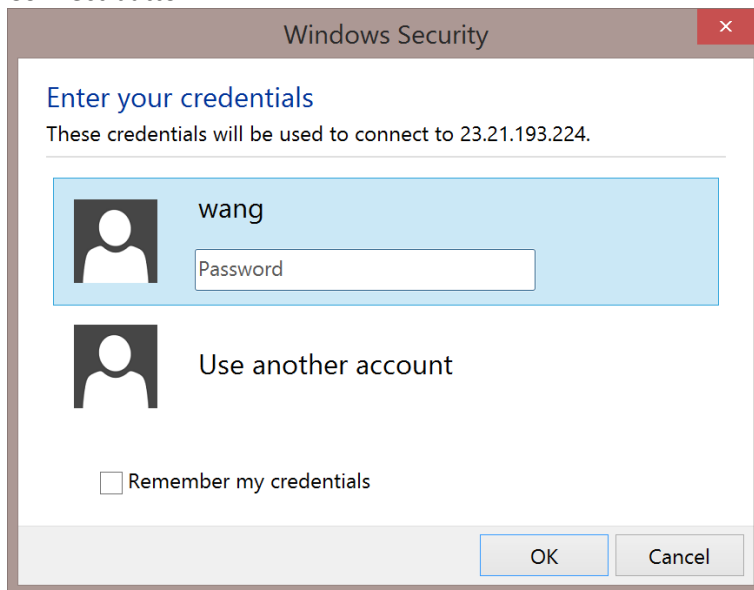 Windows Security
Enter your credentials
These credentials will be used to connect to 23.21.193.224.
wang
Password
Use another account
Remember my credentials
OK Cancel